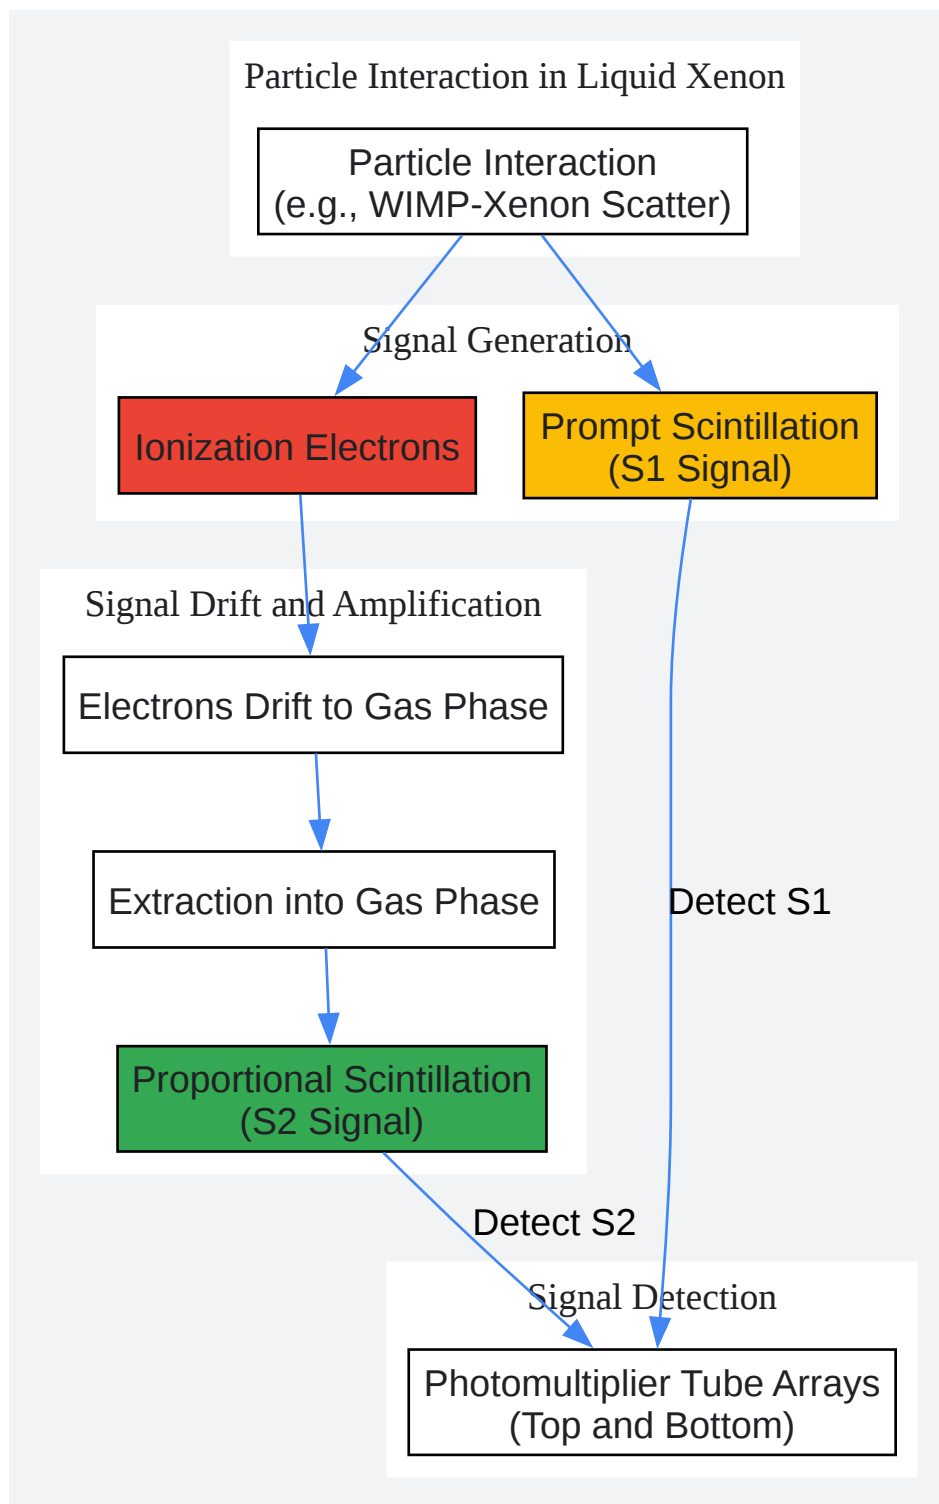 Particle Interaction in Liquid Xenon
Particle Interaction
(e.g., WIMP-Xenon Scatter)
Signal Generation
Ionization Electrons
Prompt Scintillation
(S1 Signal)
Signal Drift and Amplification
Electrons Drift to Gas Phase
Extraction into Gas Phase
Detect S1
Proportional Scintillation
(S2 Signal)
Detect S2
Signal Detection
Photomultiplier Tube Arrays
(Top and Bottom)